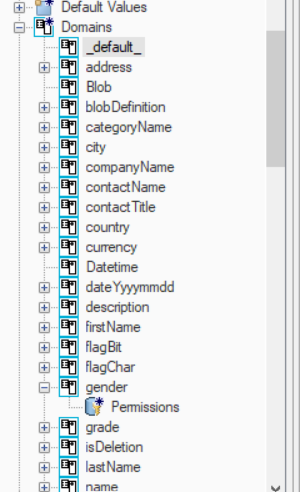 Default Values
Domains
_default_
address
Blob
blobDefinition
categoryName
city
companyName
contactName
contactTitle
country
currency
Datetime
dateYyyymmdd
description
firstName
flagBit
flagChar
gender
Permissions
grade
isDeletion
lastName
name